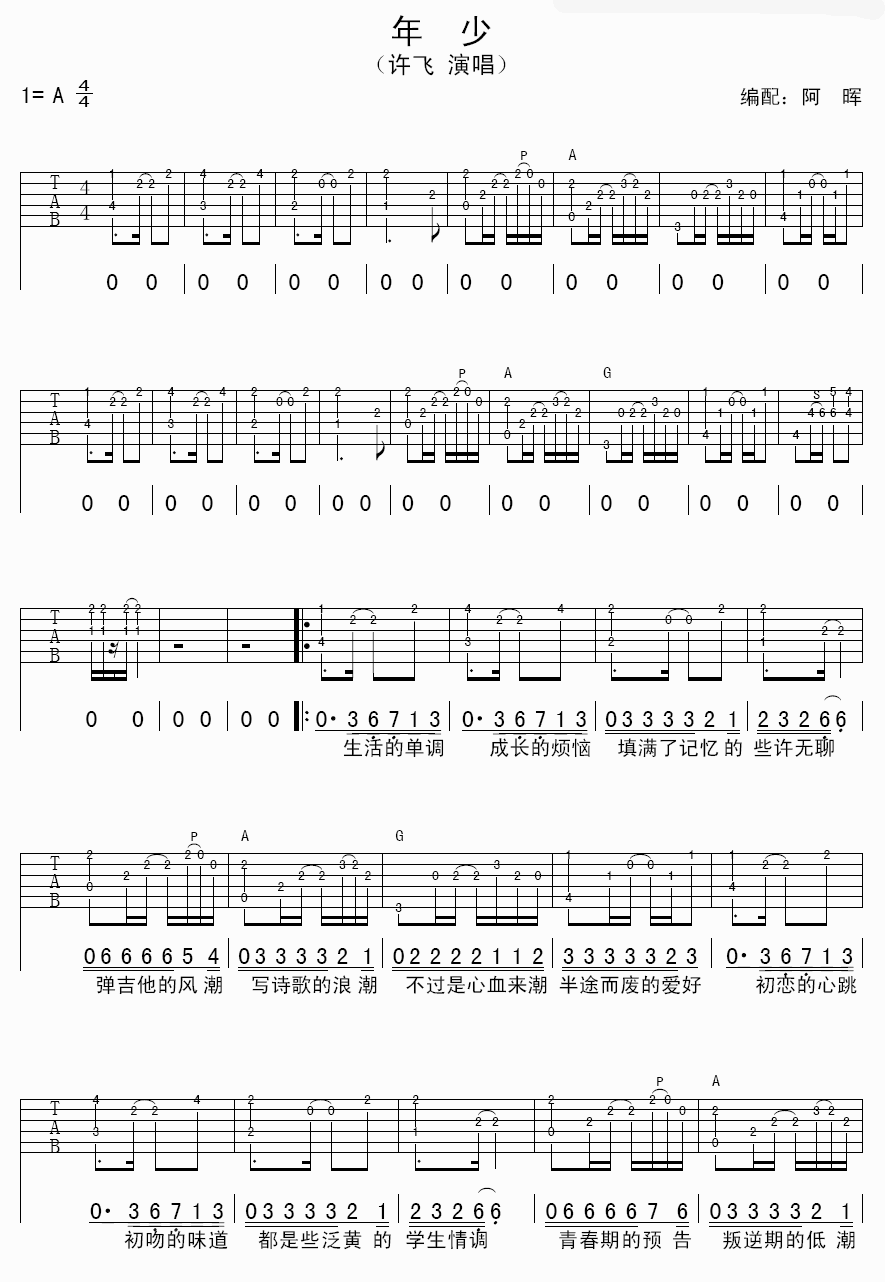 年 少
（许飞 演唱）
1= A 4/4
编配：阿 晖
P A
T A B 4/4
0 0 0 0 0 0 0 0 0 0 0 0 0 0 0 0
P A G
T A B
0 0 0 0 0 0 0 0 0 0 0 0 0 0 0 0 0 0
T A B
0 0 0 0 0 0 0· 3 6 7 1 3 0· 3 6 7 1 3 0 3 3 3 3 2 1 2 3 2 6 6
生活的单调 成长的烦恼 填满了记忆的 些许无聊
P A G
T A B
0 6 6 6 6 5 4 0 3 3 3 3 2 1 0 2 2 2 2 1 1 2 3 3 3 3 3 2 3 0· 3 6 7 1 3
弹吉他的风潮 写诗歌的浪潮 不过是心血来潮 半途而废的爱好 初恋的心跳
P A
T A B
0· 3 6 7 1 3 0 3 3 3 3 2 1 2 3 2 6 6 0 6 6 6 6 7 6 0 3 3 3 3 2 1
初吻的味道 都是些泛黄的 学生情调 青春期的预告 叛逆期的低潮